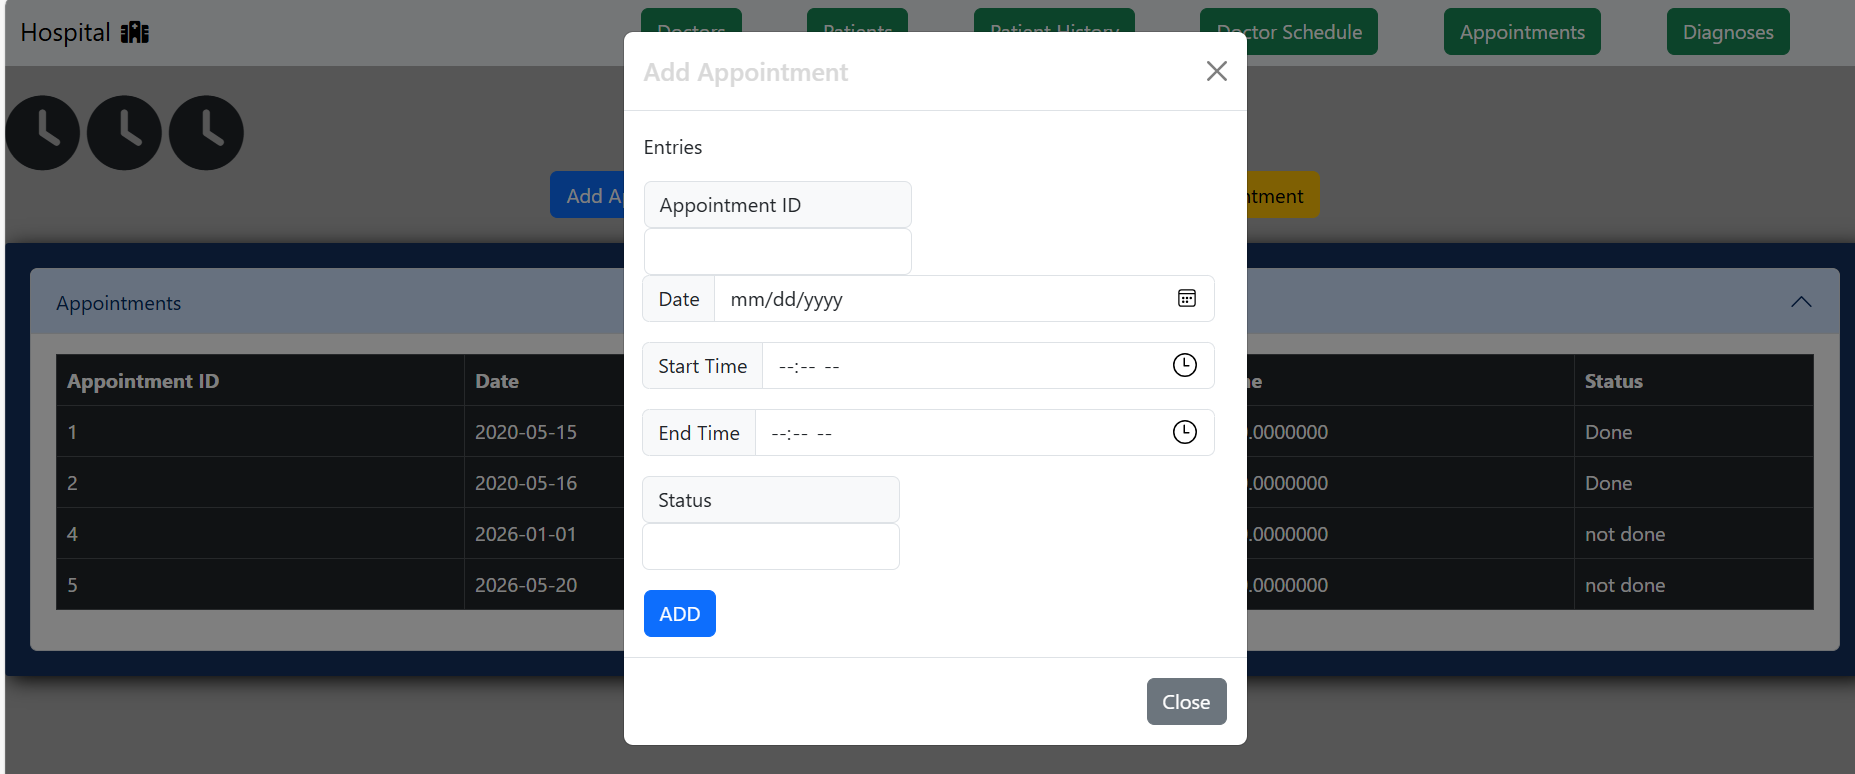 Hospital
Doctors Patients Patient History Doctor Schedule Appointments Diagnoses
Add Appointment
Entries
Appointment ID
Date mm/dd/yyyy
Start Time --:-- --
End Time --:-- --
Status
ADD
Close
Add A
ntment
Appointments
Appointment ID Date e Status
1 2020-05-15 .0000000 Done
2 2020-05-16 .0000000 Done
4 2026-01-01 .0000000 not done
5 2026-05-20 .0000000 not done